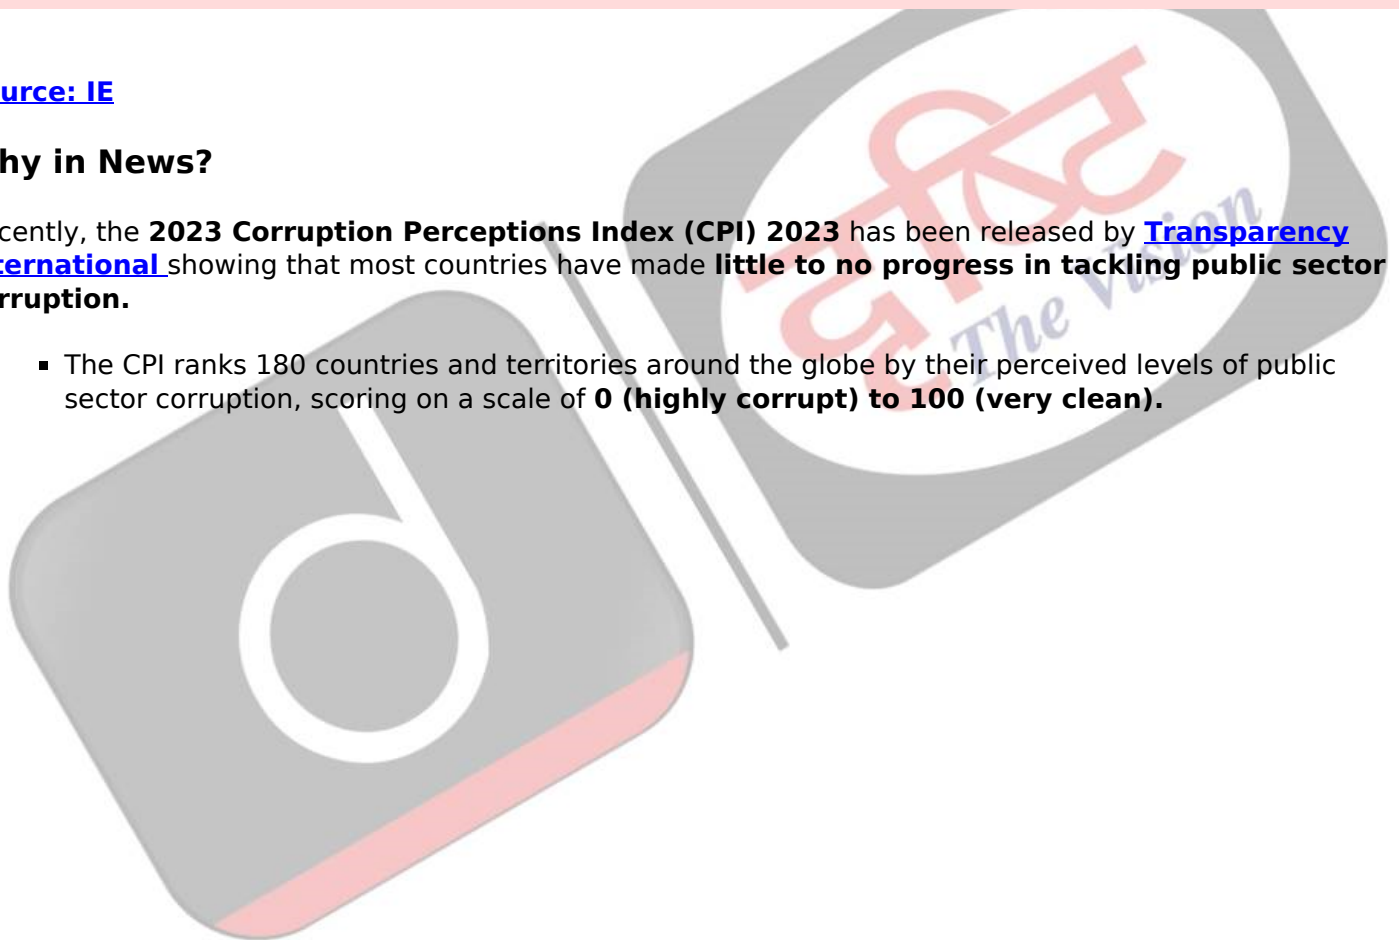 urce: IE
hy in News?
cently, the 2023 Corruption Perceptions Index (CPI) 2023 has been released by Transparency
ternational showing that most countries have made little to no progress in tackling public sector
rruption.
▪ The CPI ranks 180 countries and territories around the globe by their perceived levels of public
sector corruption, scoring on a scale of 0 (highly corrupt) to 100 (very clean).
दृष्टि
The Vision
d